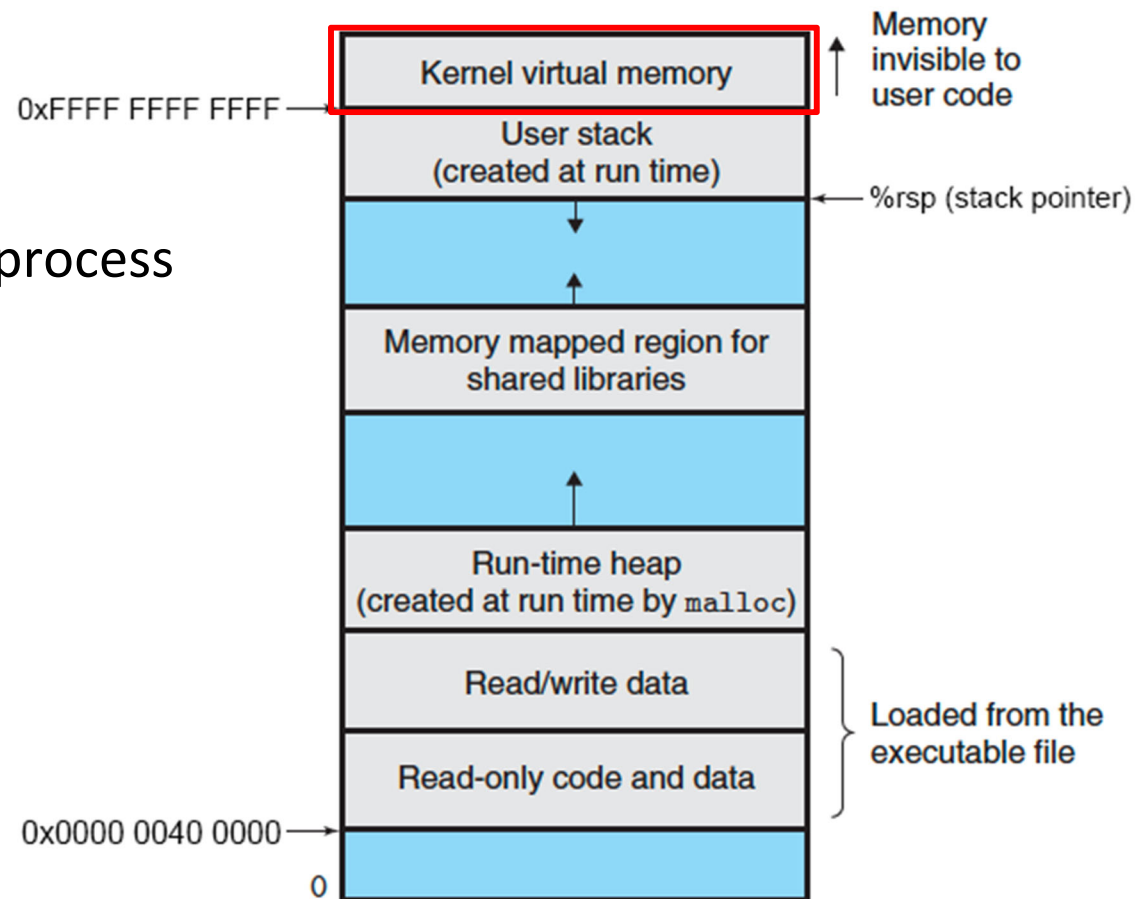 Memory
invisible to
user code
Kernel virtual memory
0xFFFF FFFF FFFF
User stack
(created at run time)
%rsp (stack pointer)
process
Memory mapped region for
shared libraries
Run-time heap
(created at run time by malloc)
Read/write data
Loaded from the
executable file
Read-only code and data
0x0000 0040 0000
0